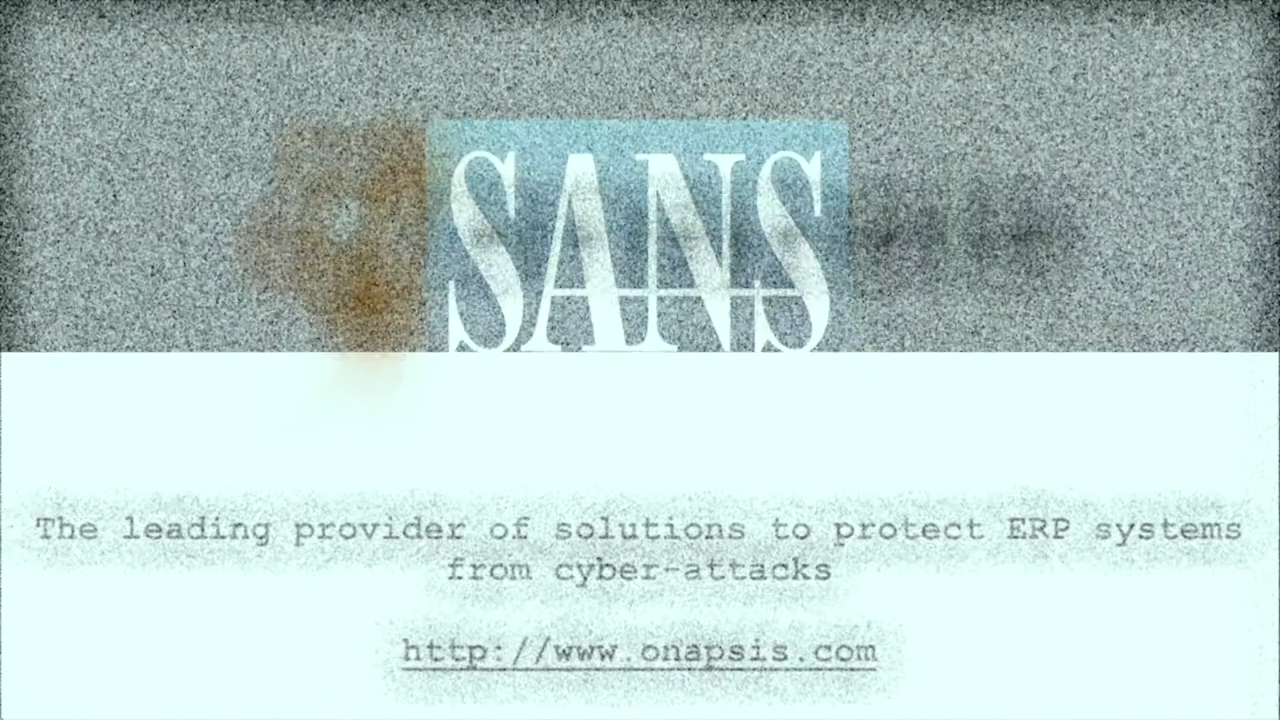 SANS
The leading provider of solutions to protect ERP systems
from cyber-attacks
http://www.onapsis.com